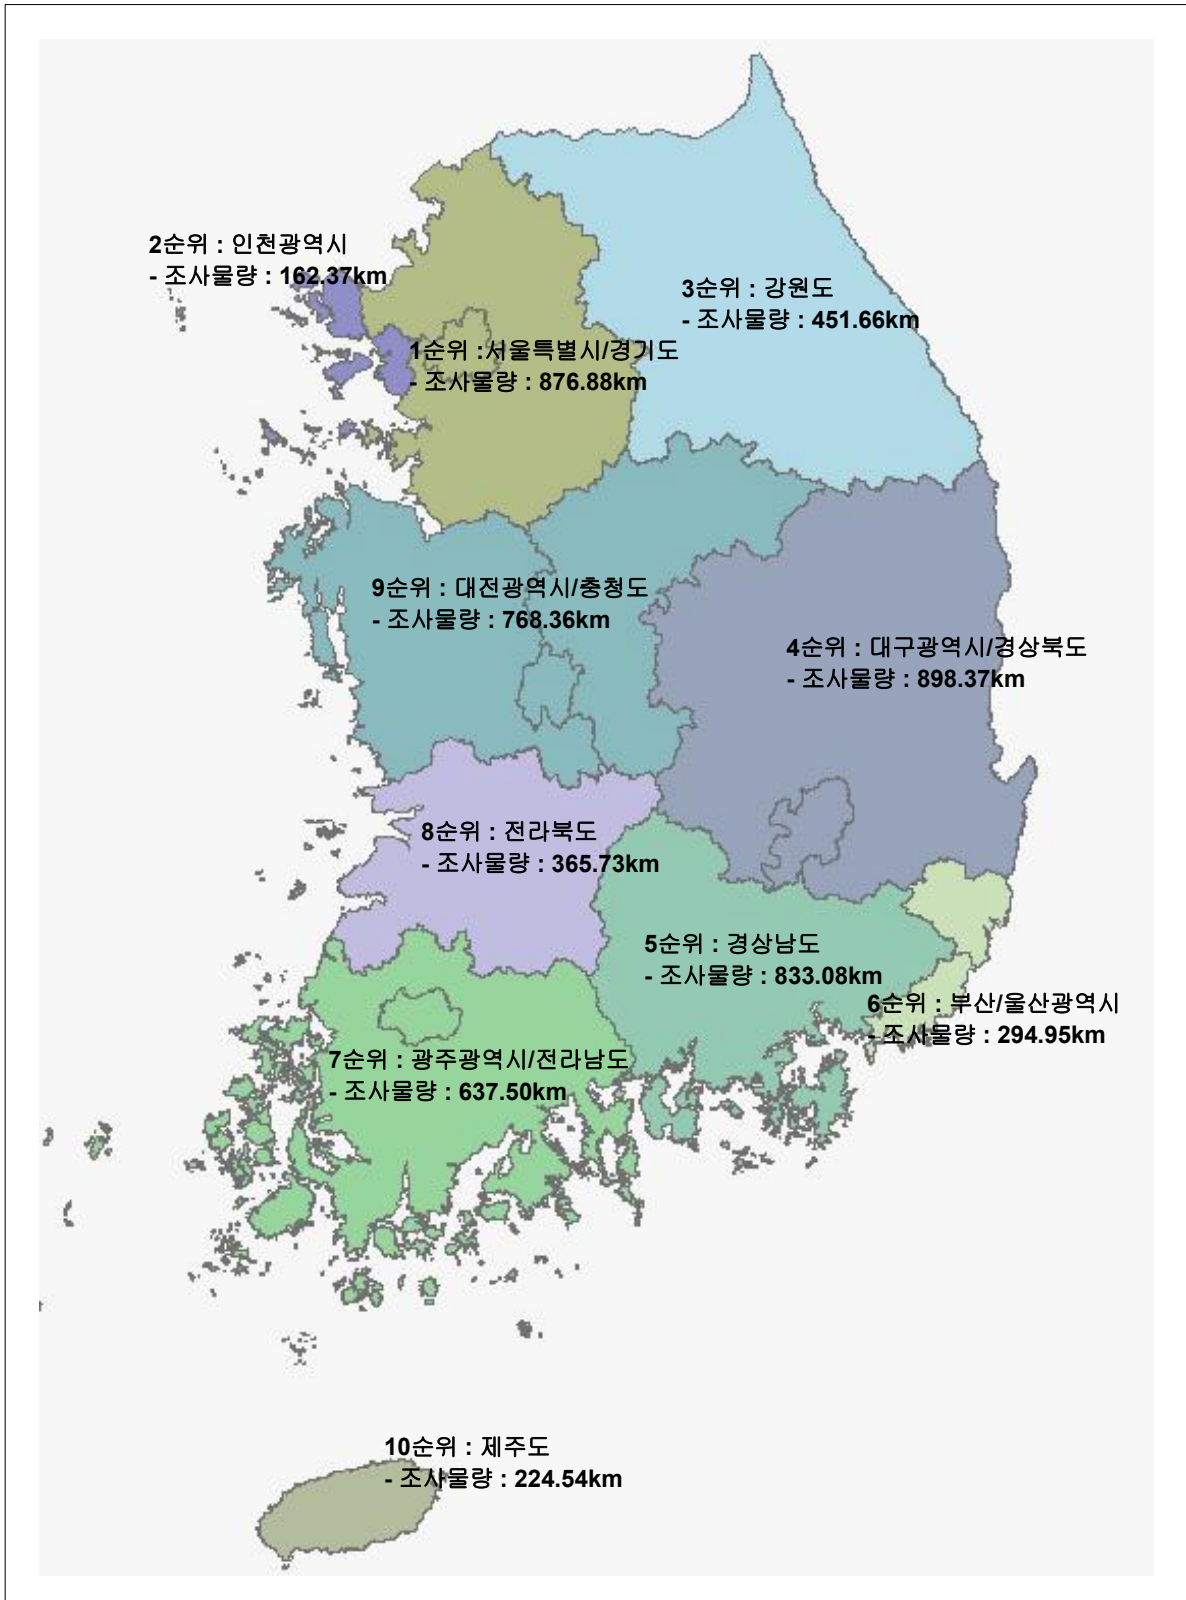 2순위 : 인천광역시
- 조사물량 : 162.37km
3순위 : 강원도
- 조사물량 : 451.66km
1순위 :서울특별시/경기도
- 조사물량 : 876.88km
9순위 : 대전광역시/충청도
- 조사물량 : 768.36km
4순위 : 대구광역시/경상북도
- 조사물량 : 898.37km
8순위 : 전라북도
- 조사물량 : 365.73km
5순위 : 경상남도
- 조사물량 : 833.08km
6순위 : 부산/울산광역시
- 조사물량 : 294.95km
7순위 : 광주광역시/전라남도
- 조사물량 : 637.50km
10순위 : 제주도
- 조사물량 : 224.54km